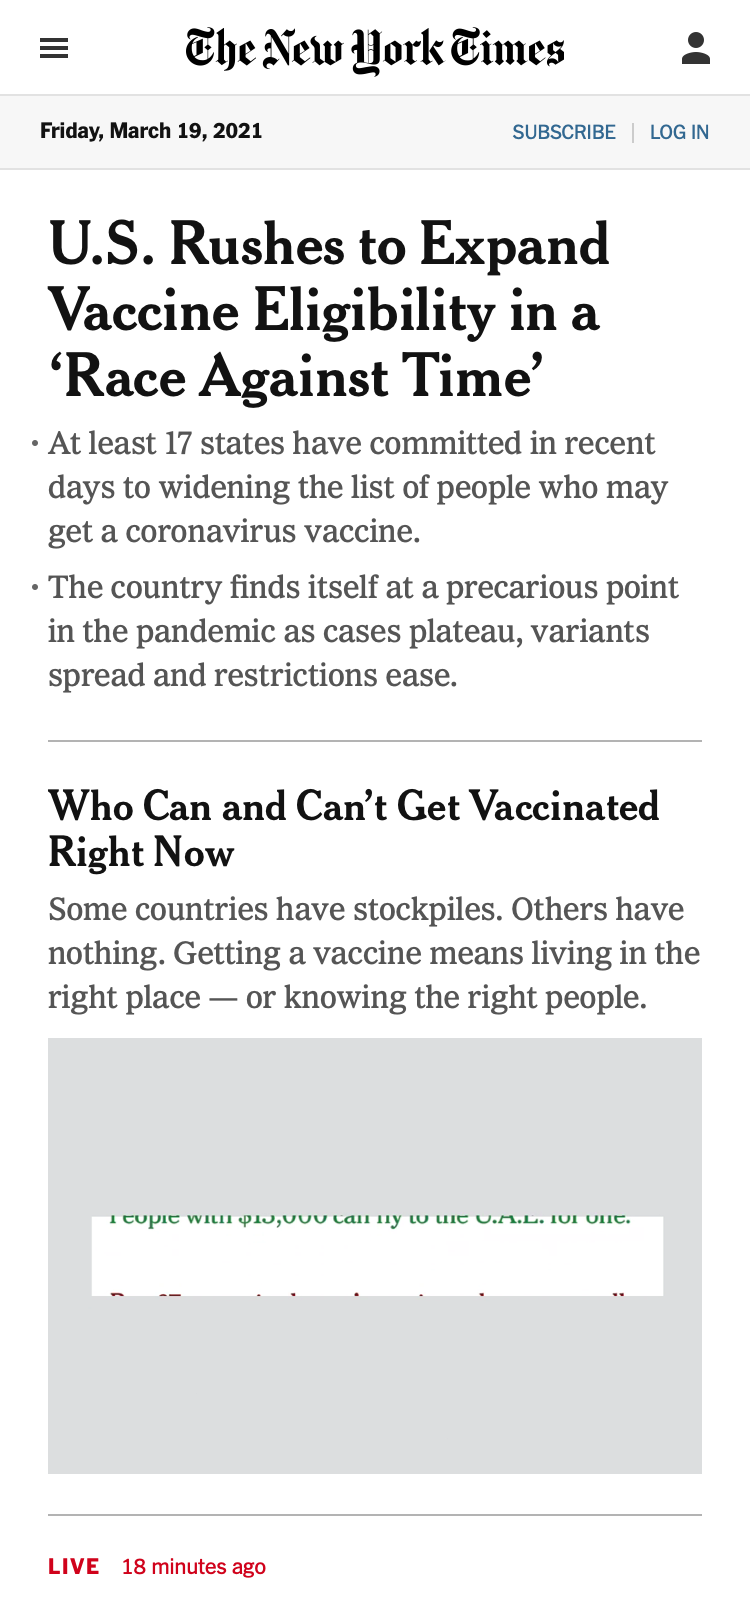 The New York Times
Friday, March 19, 2021
SUBSCRIBE | LOG IN
U.S. Rushes to Expand
Vaccine Eligibility in a
‘Race Against Time’
· At least 17 states have committed in recent
days to widening the list of people who may
get a coronavirus vaccine.
· The country finds itself at a precarious point
in the pandemic as cases plateau, variants
spread and restrictions ease.
Who Can and Can’t Get Vaccinated
Right Now
Some countries have stockpiles. Others have
nothing. Getting a vaccine means living in the
right place — or knowing the right people.
People with $15,000 can fly to the U.A.E. for one.
LIVE 18 minutes ago